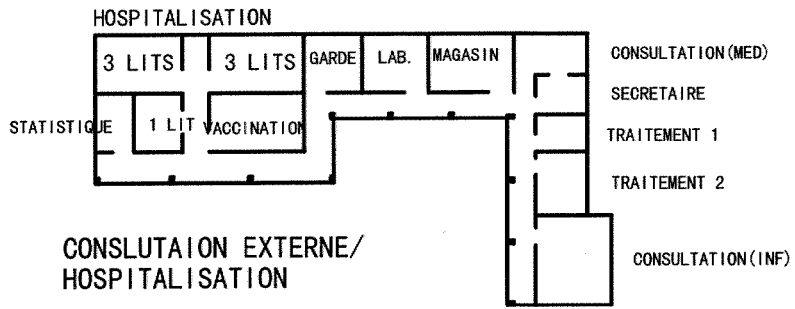 HOSPITALISATION
3 LITS
3 LITS
GARDE
LAB.
MAGASIN
CONSULTATION(MED)
SECRETAIRE
STATISTIQUE
1 LIT
VACCINATION
TRAITEMENT 1
TRAITEMENT 2
CONSLUTAION EXTERNE/
HOSPITALISATION
CONSULTATION(INF)